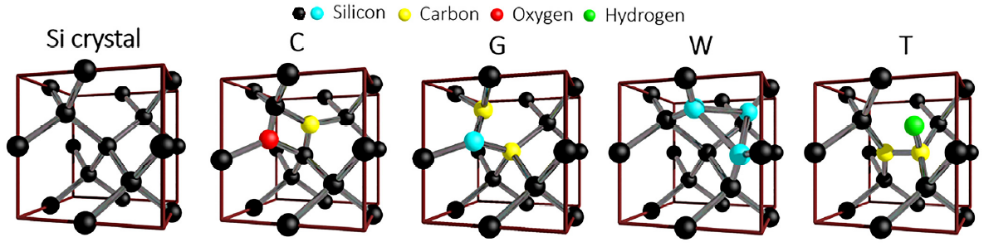 Silicon Carbon Oxygen Hydrogen
Si crystal C G W T